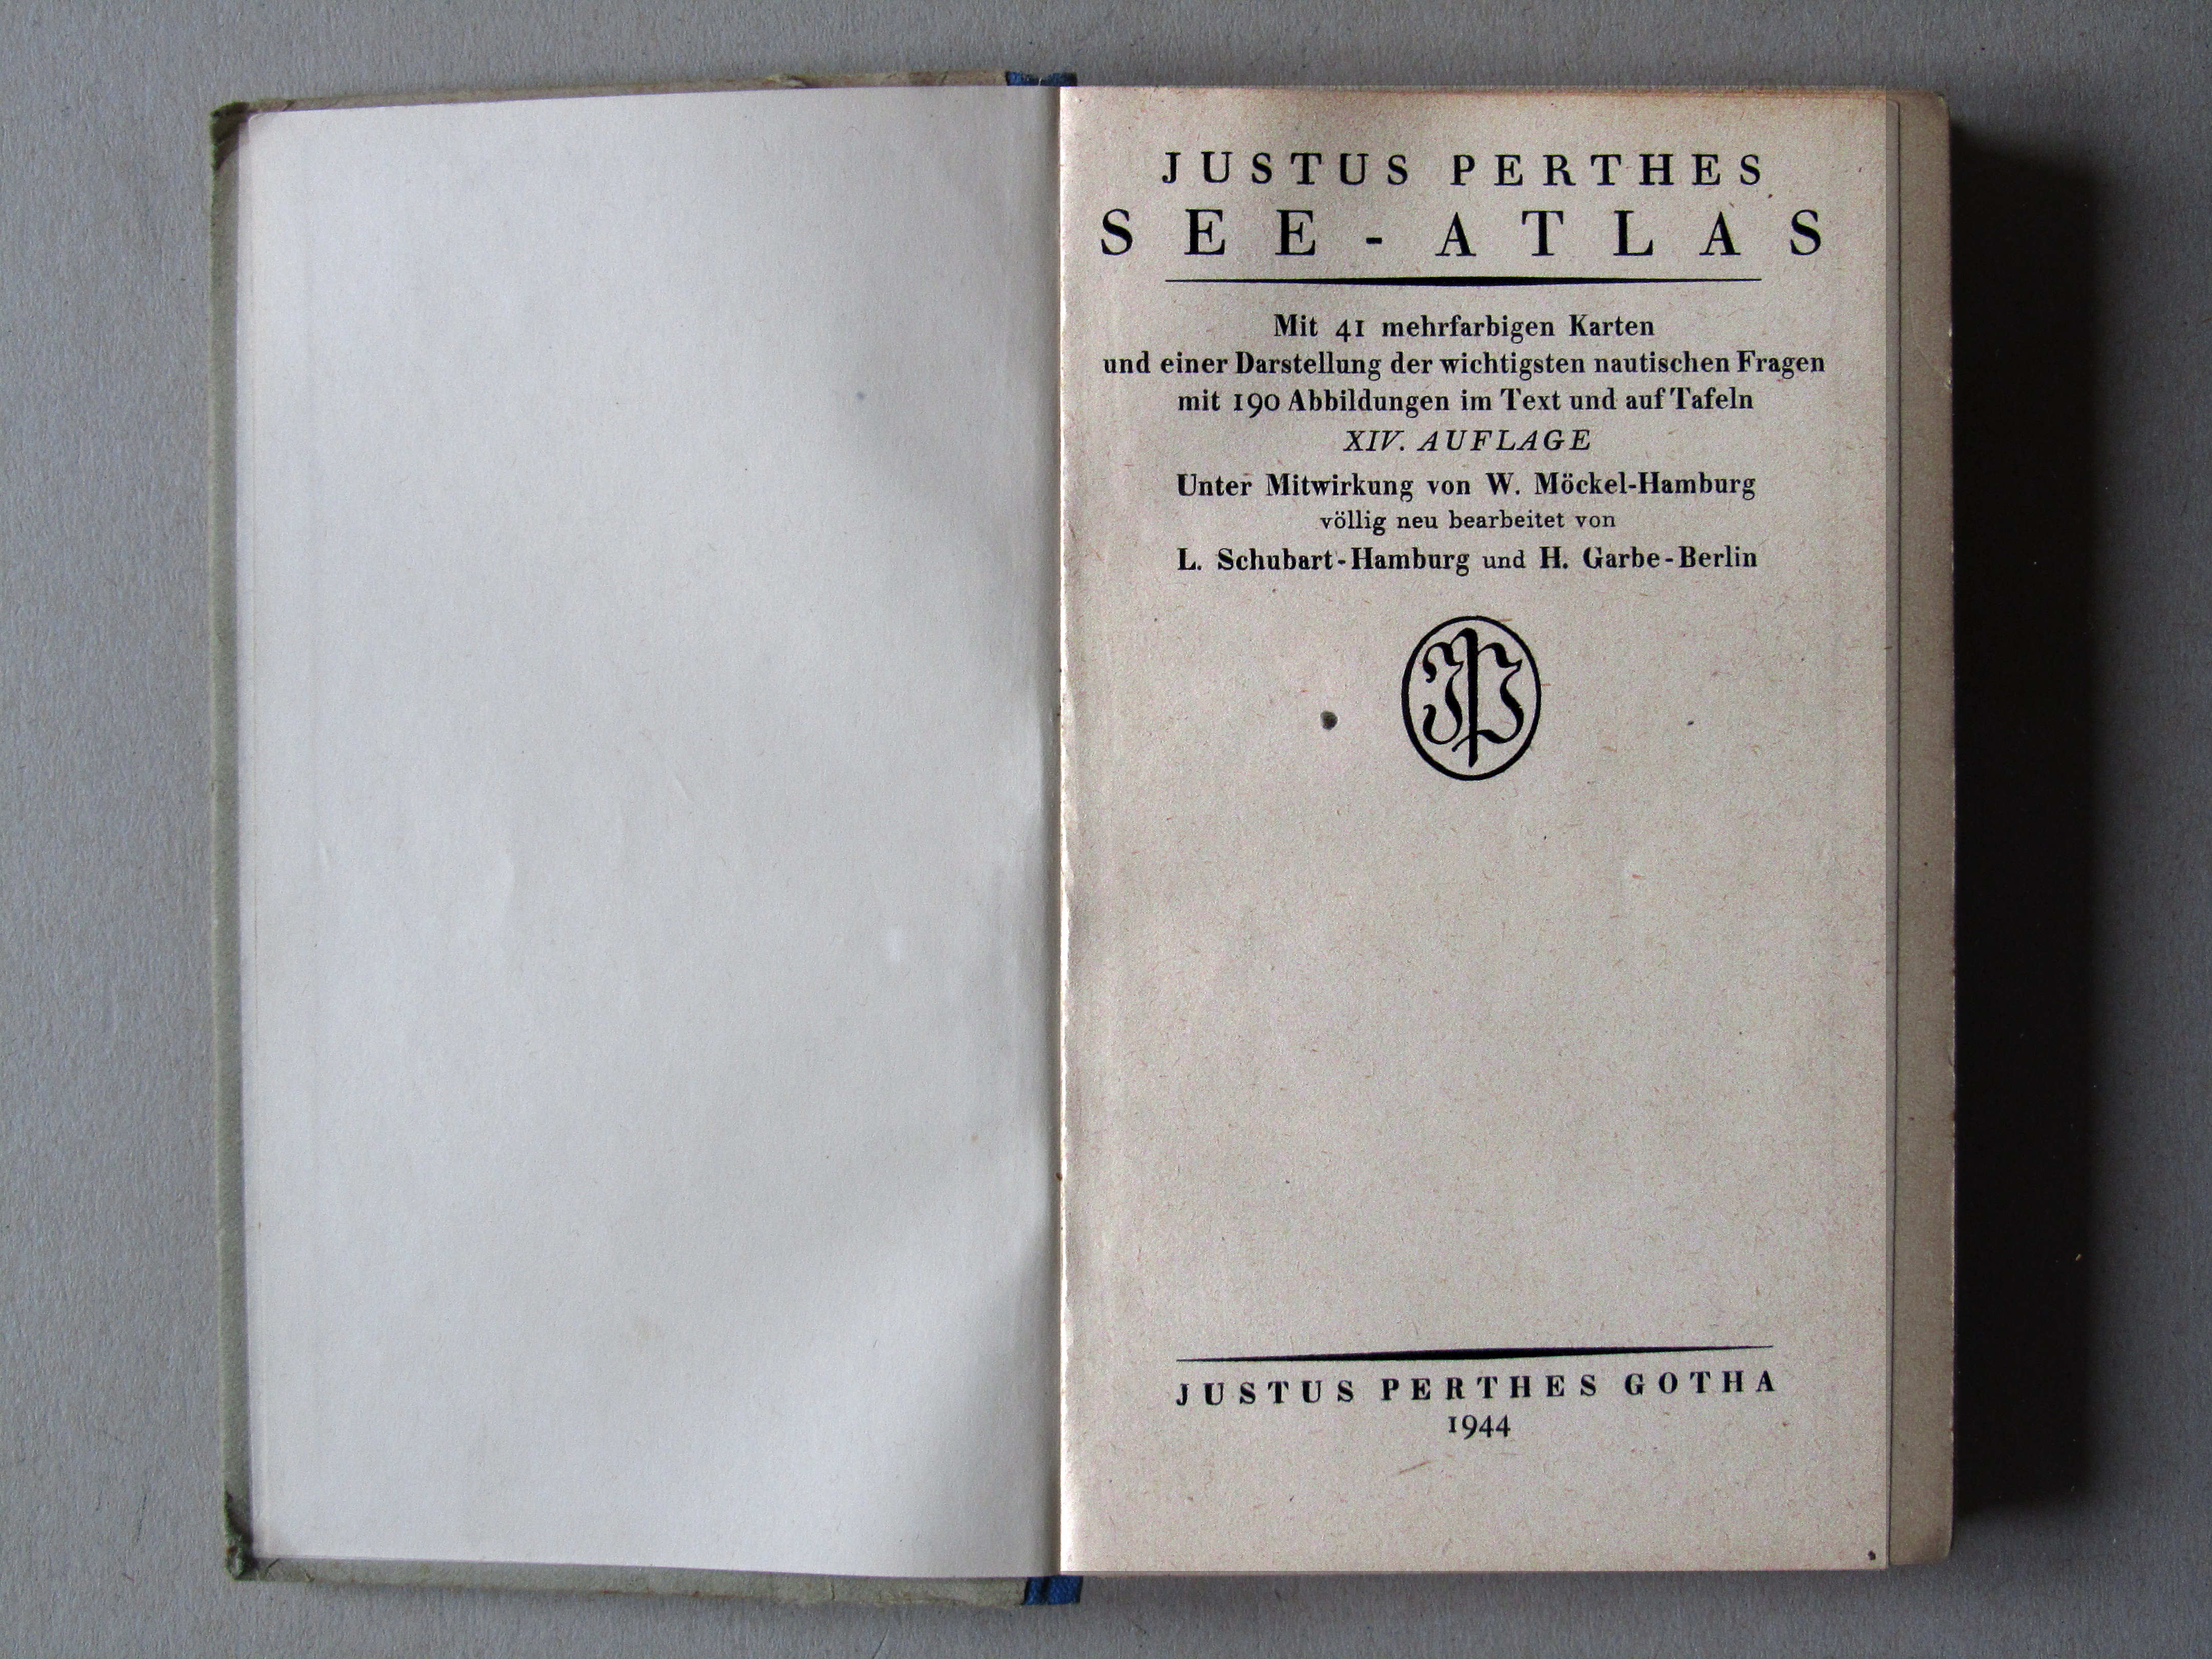 JUSTUS PERTHES
SEE-ATLAS
Mit 41 mehrfarbigen Karten
und einer Darstellung der wichtigsten nautischen Fragen
mit 190 Abbildungen im Text und auf Tafeln
XIV. AUFLAGE
Unter Mitwirkung von W. Möckel-Hamburg
völlig neu bearbeitet von
L. Schubart-Hamburg und H. Garbe-Berlin
JP
JUSTUS PERTHES GOTHA
1944